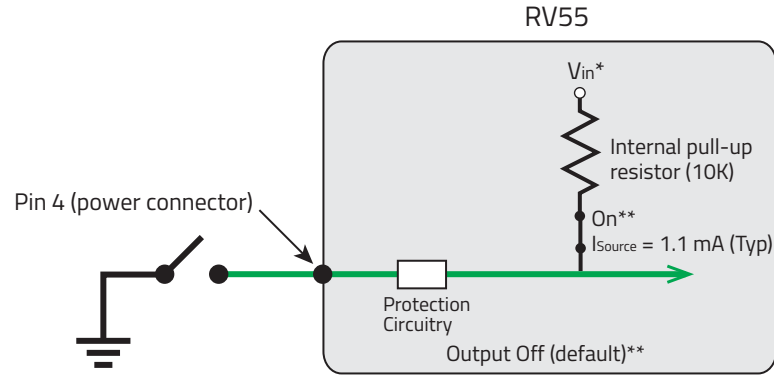 RV55
Vin*
Internal pull-up
resistor (10K)
Pin 4 (power connector)
On**
ISource = 1.1 mA (Typ)
Protection
Circuitry
Output Off (default)**